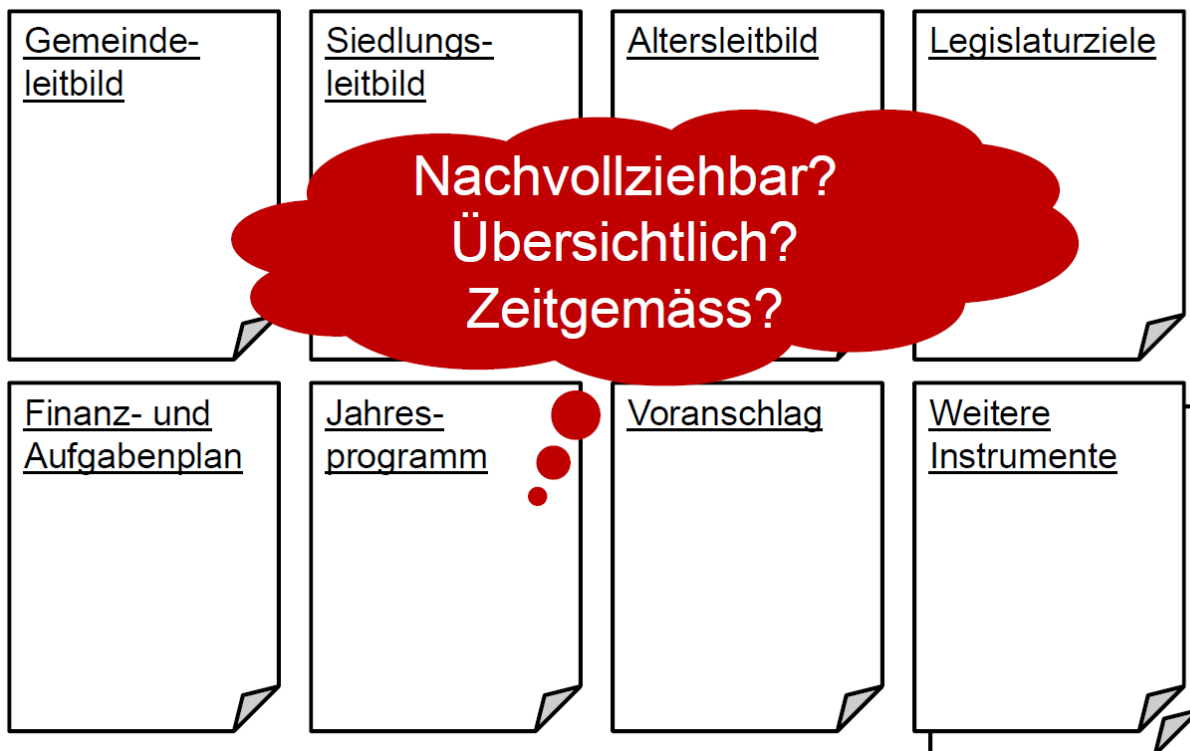 Gemeinde-
leitbild
Siedlungs-
leitbild
Altersleitbild
Legislaturziele
Nachvollziehbar?
Übersichtlich?
Zeitgemäss?
Finanz- und
Aufgabenplan
Jahres-
programm
Voranschlag
Weitere
Instrumente